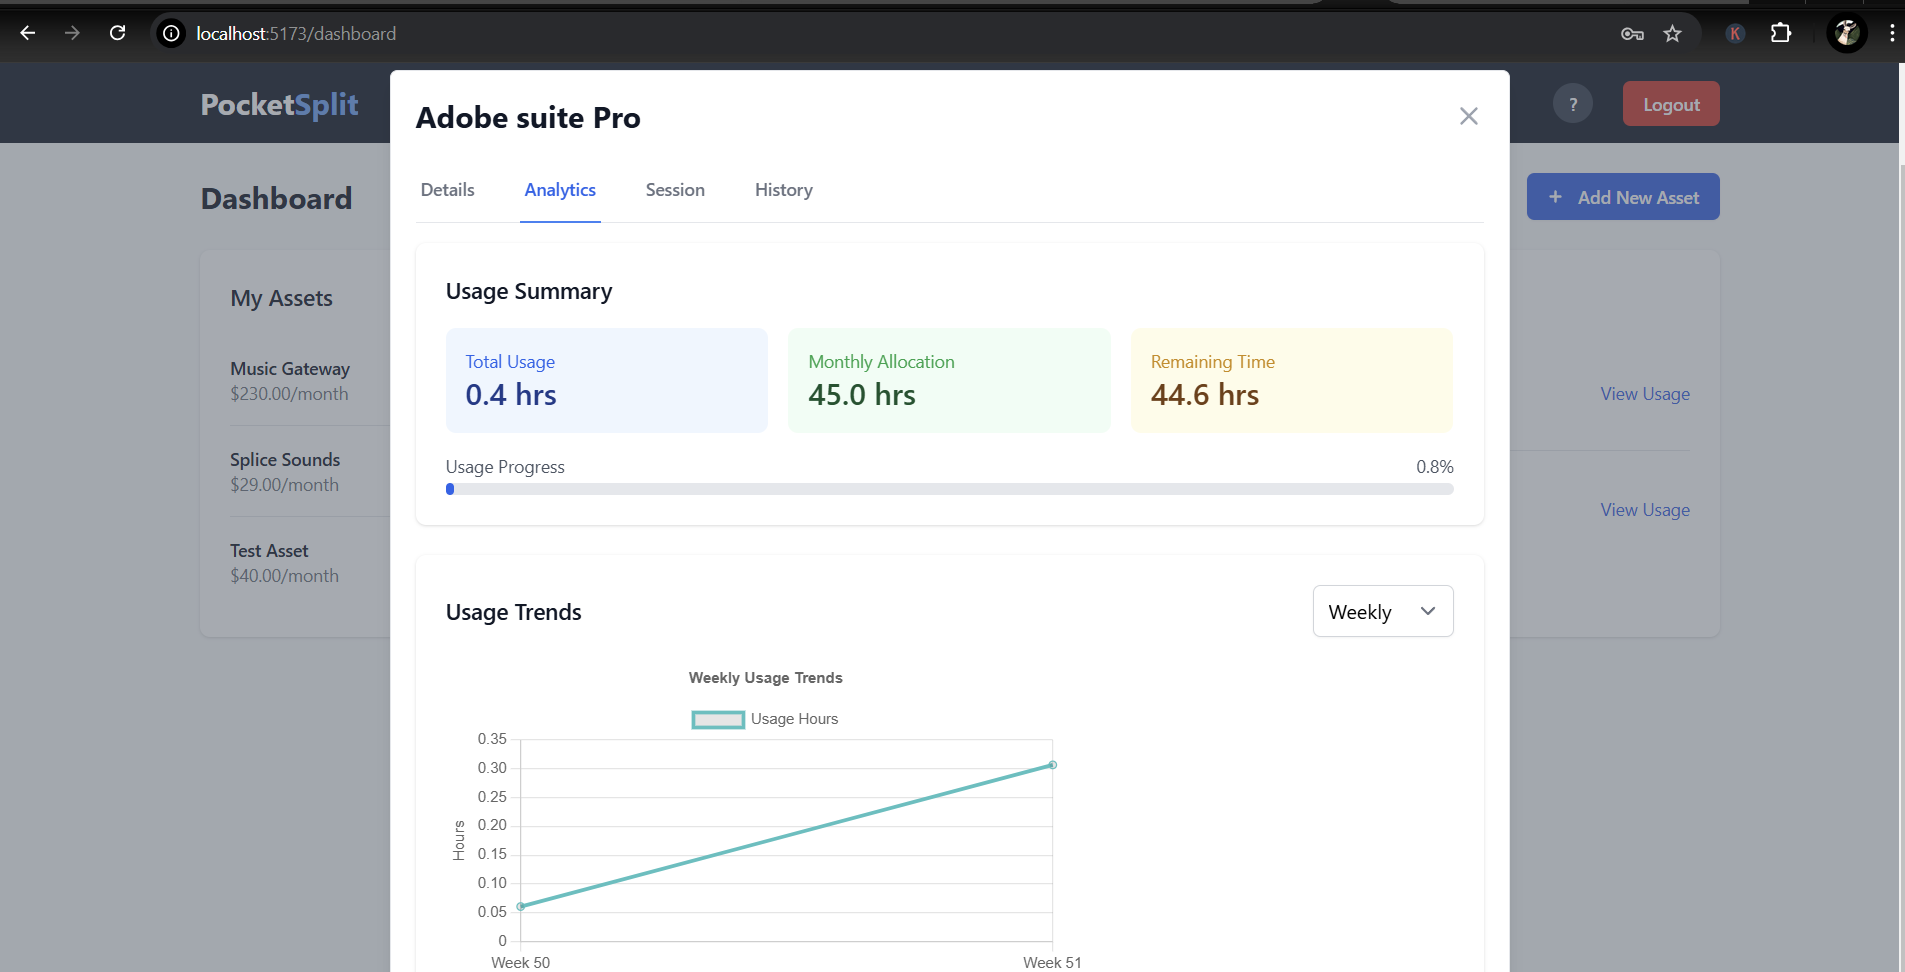 localhost:5173/dashboard
K
PocketSplit
?
Logout
Dashboard
+ Add New Asset
My Assets
Music Gateway
$230.00/month
Splice Sounds
$29.00/month
Test Asset
$40.00/month
View Usage
View Usage
Adobe suite Pro
Details Analytics Session History
Usage Summary
Total Usage
0.4 hrs
Monthly Allocation
45.0 hrs
Remaining Time
44.6 hrs
Usage Progress 0.8%
Usage Trends
Weekly
Weekly Usage Trends
Usage Hours
Hours
0.35
0.30
0.25
0.20
0.15
0.10
0.05
0
Week 50 Week 51